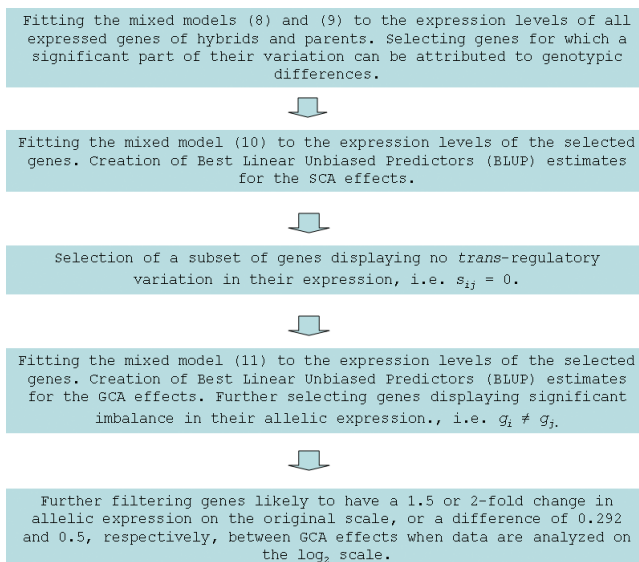 Fitting the mixed models (8) and (9) to the expression levels of all
expressed genes of hybrids and parents. Selecting genes for which a
significant part of their variation can be attributed to genotypic
differences.
Fitting the mixed model (10) to the expression levels of the selected
genes. Creation of Best Linear Unbiased Predictors (BLUP) estimates
for the SCA effects.
Selection of a subset of genes displaying no trans-regulatory
variation in their expression, i.e. s_ij = 0.
Fitting the mixed model (11) to the expression levels of the selected
genes. Creation of Best Linear Unbiased Predictors (BLUP) estimates
for the GCA effects. Further selecting genes displaying significant
imbalance in their allelic expression., i.e. g_i ≠ g_j.
Further filtering genes likely to have a 1.5 or 2-fold change in
allelic expression on the original scale, or a difference of 0.292
and 0.5, respectively, between GCA effects when data are analyzed on
the log₂ scale.